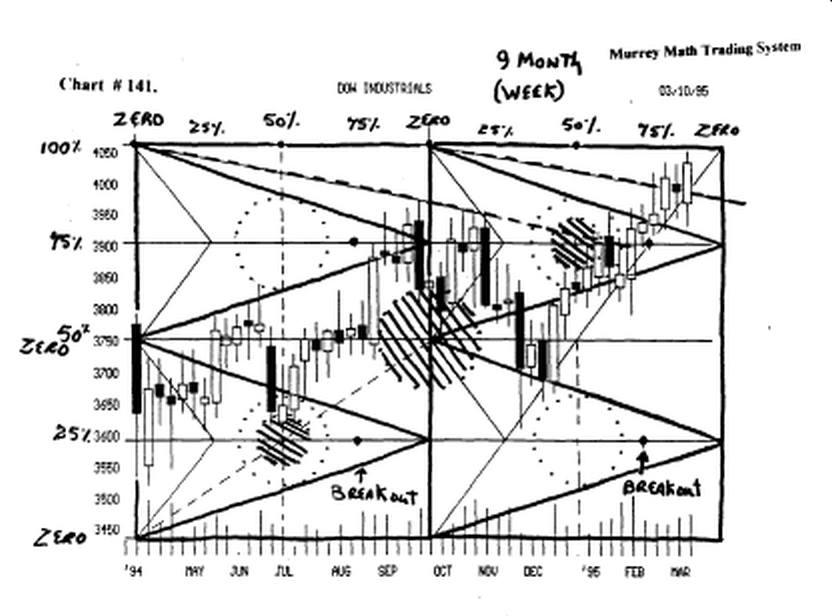 9 MONTH
Murrey Math Trading System
Chart # 141.
DOW INDUSTRIALS
(WEEK)
03/10/95
ZERO 25% 50% 75% ZERO 25% 50% 75% ZERO
100%
4050
4000
3950
75% 3900
3850
3800
50%
ZERO 3750
3700
3650
25% 3600
3550
BREAKOUT
BREAKOUT
3500
ZERO 3450
'94 MAY JUN JUL AUG SEP OCT NOV DEC '95 FEB MAR